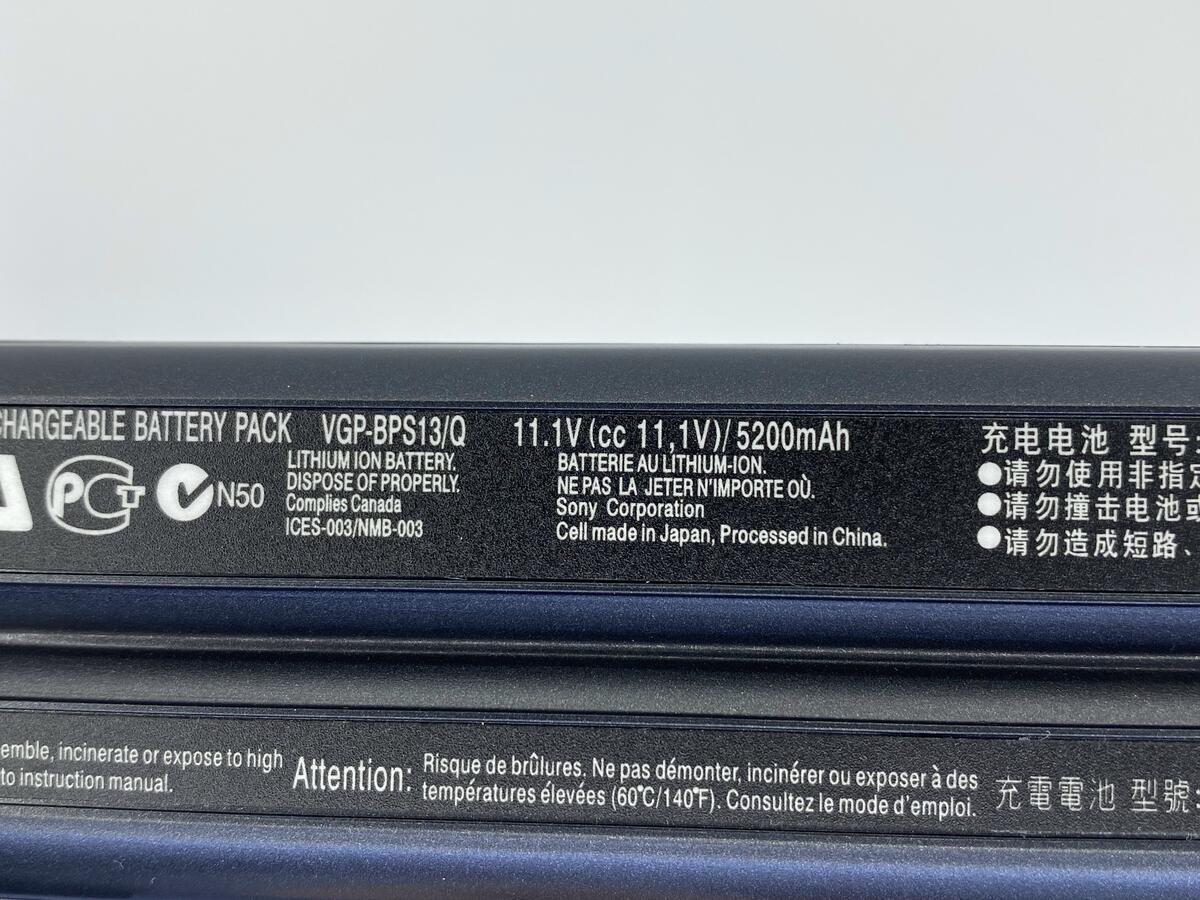 CHARGEABLE BATTERY PACK VGP-BPS13/Q 11.1V (cc 11,1V)/ 5200mAh
PCT
N50
LITHIUM ION BATTERY.
DISPOSE OF PROPERLY.
Complies Canada
ICES-003/NMB-003
BATTERIE AU LITHIUM-ION.
NE PAS LA JETER N'IMPORTE OÙ.
Sony Corporation
Cell made in Japan, Processed in China.
充电电池 型号:
●请勿使用非指定
●请勿撞击电池或
●请勿造成短路、
emble, incinerate or expose to high
to instruction manual.
Attention:
Risque de brûlures. Ne pas démonter, incinérer ou exposer à des
températures élevées (60℃/140℉). Consultez le mode d'emploi.
充電電池 型號: